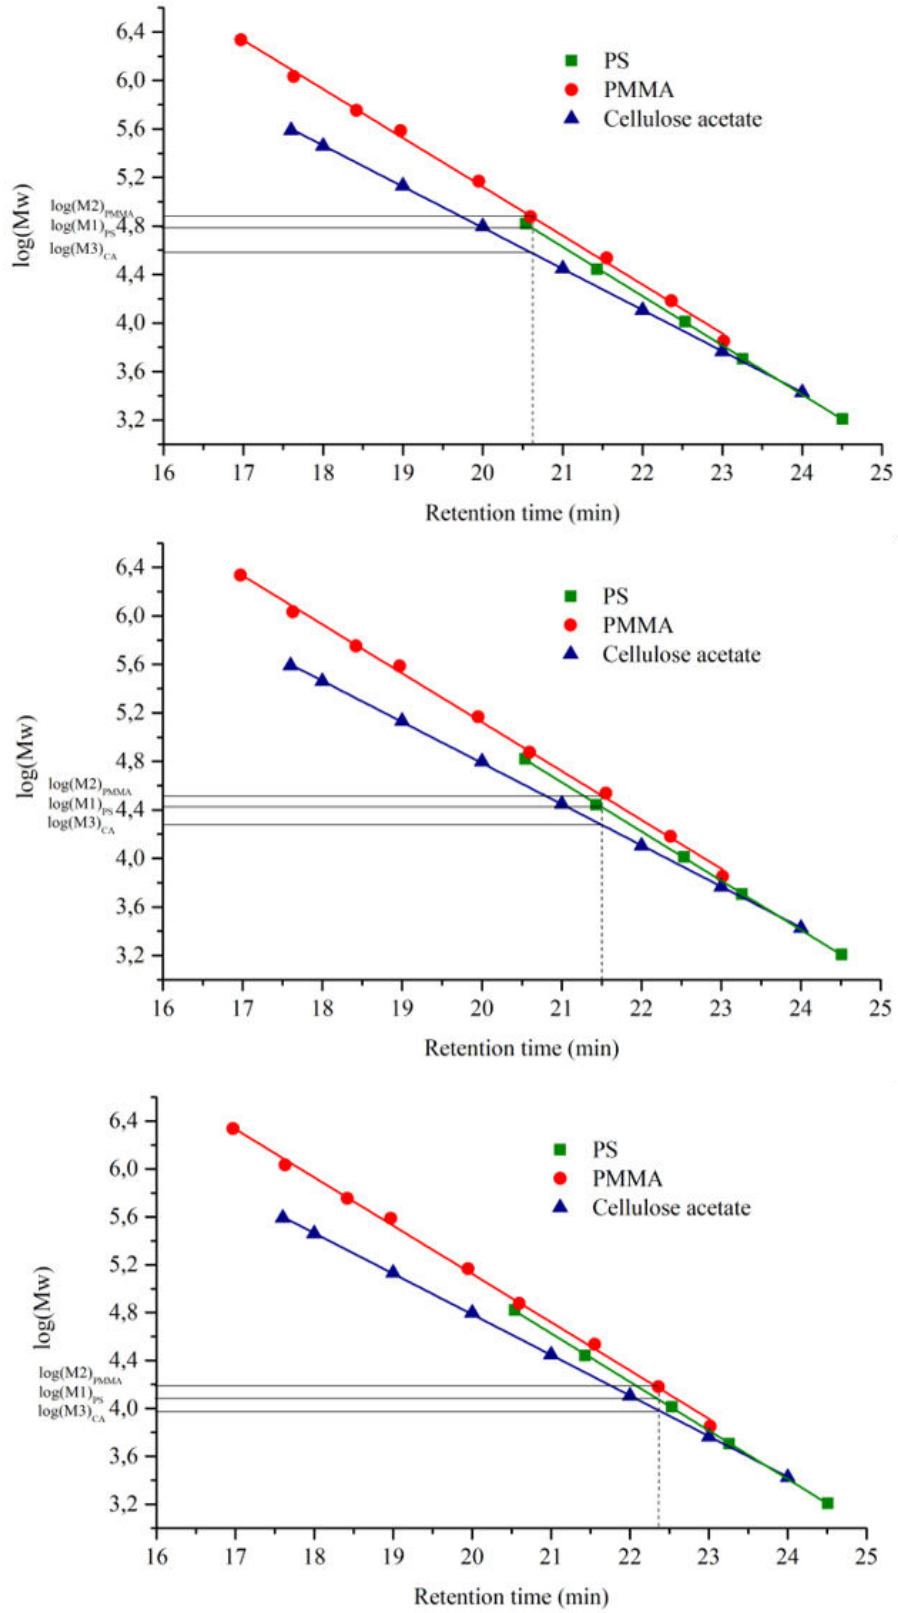 6,4
6,0
5,6
5,2
4,8
4,4
4,0
3,6
3,2
log(Mw)
log(M2)PMMA
log(M1)PS
log(M3)CA
PS
PMMA
Cellulose acetate
16 17 18 19 20 21 22 23 24 25
Retention time (min)
6,4
6,0
5,6
5,2
4,8
4,4
4,0
3,6
3,2
log(Mw)
log(M2)PMMA
log(M1)PS
log(M3)CA
PS
PMMA
Cellulose acetate
16 17 18 19 20 21 22 23 24 25
Retention time (min)
6,4
6,0
5,6
5,2
4,8
4,4
4,0
3,6
3,2
log(Mw)
log(M2)PMMA
log(M1)PS
log(M3)CA
PS
PMMA
Cellulose acetate
16 17 18 19 20 21 22 23 24 25
Retention time (min)